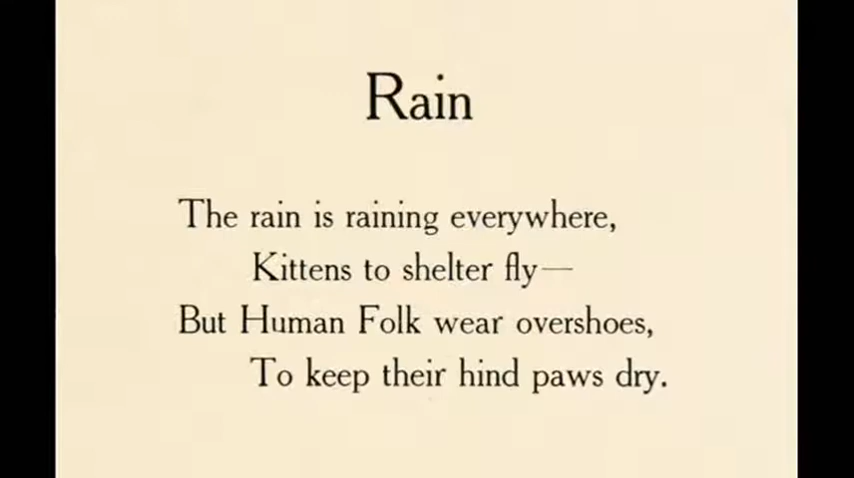 Rain
The rain is raining everywhere,
Kittens to shelter fly—
But Human Folk wear overshoes,
To keep their hind paws dry.